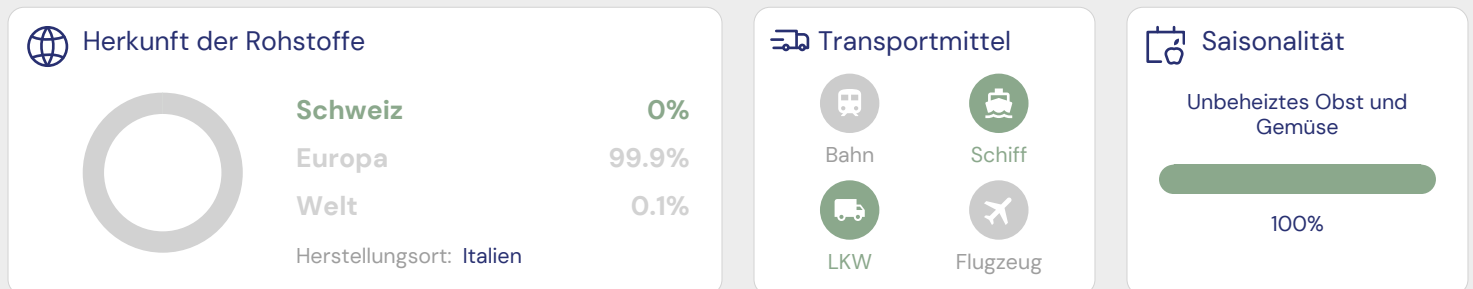 Herkunft der Rohstoffe
Schweiz 0%
Europa 99.9%
Welt 0.1%
Herstellungsort: Italien
Transportmittel
Bahn
Schiff
LKW
Flugzeug
Saisonalität
Unbeheiztes Obst und
Gemüse
100%